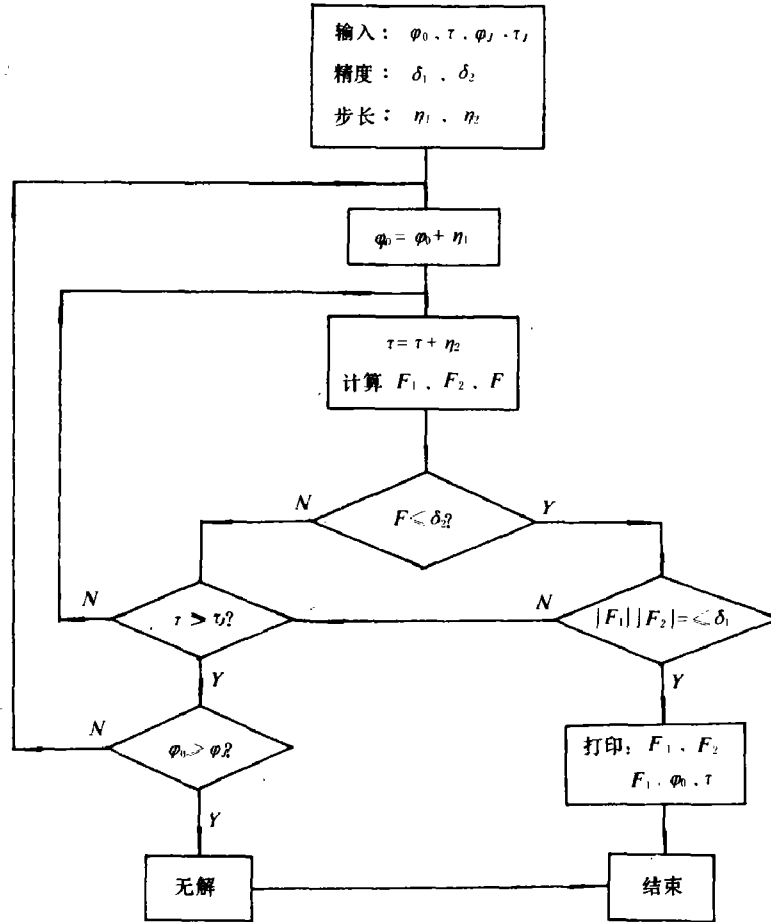 输入： φ₀、τ、φ_J、τ_J
精度： δ₁、δ₂
步长： η₁、η₂
φ₀= φ₀+ η₁
τ= τ+ η₂
计算 F₁、F₂、F
N
F≤δ₂?
Y
N
τ > τ_J?
N
|F₁||F₂|=≤δ₁
Y
Y
N
φ₀≥φ_J?
打印： F₁、F₂
F₁、φ₀、τ
Y
无解
结束